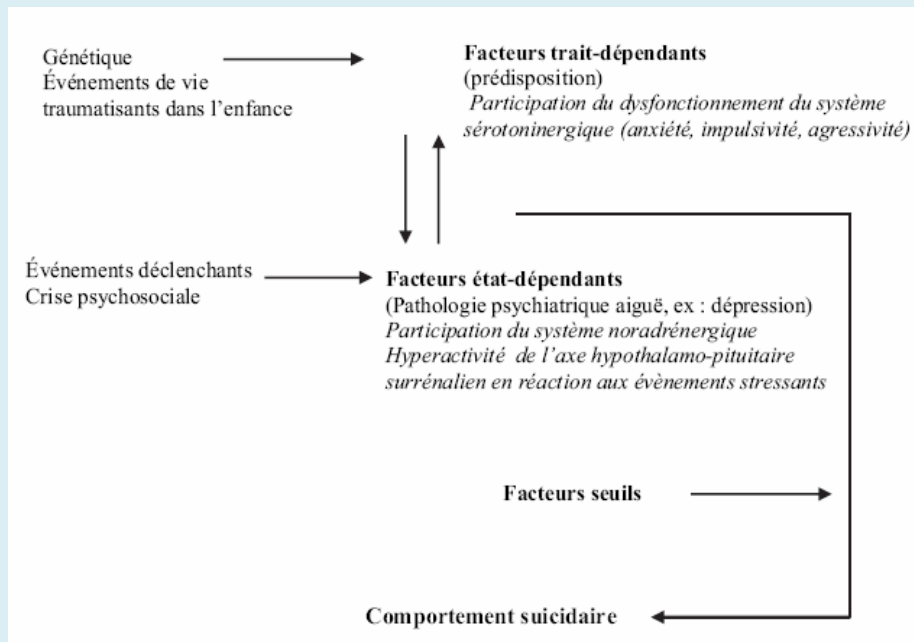 Génétique
Événements de vie
traumatisants dans l’enfance
Facteurs trait-dépendants
(prédisposition)
Participation du dysfonctionnement du système
sérotoninergique (anxiété, impulsivité, agressivité)
Événements déclenchants
Crise psychosociale
Facteurs état-dépendants
(Pathologie psychiatrique aiguë, ex : dépression)
Participation du système noradrénergique
Hyperactivité de l’axe hypothalamo-pituitaire
surrénalien en réaction aux évènements stressants
Facteurs seuils
Comportement suicidaire